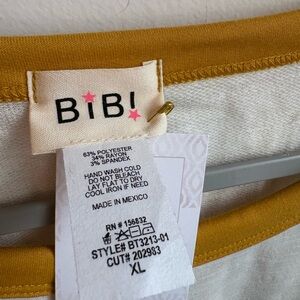 BiBi
63% POLYESTER
34% RAYON
3% SPANDEX
HAND WASH COLD
DO NOT BLEACH
LAY FLAT TO DRY
COOL IRON IF NEED
MADE IN MEXICO
RN # 156832
STYLE# BT3213-01
CUT# 202983
XL